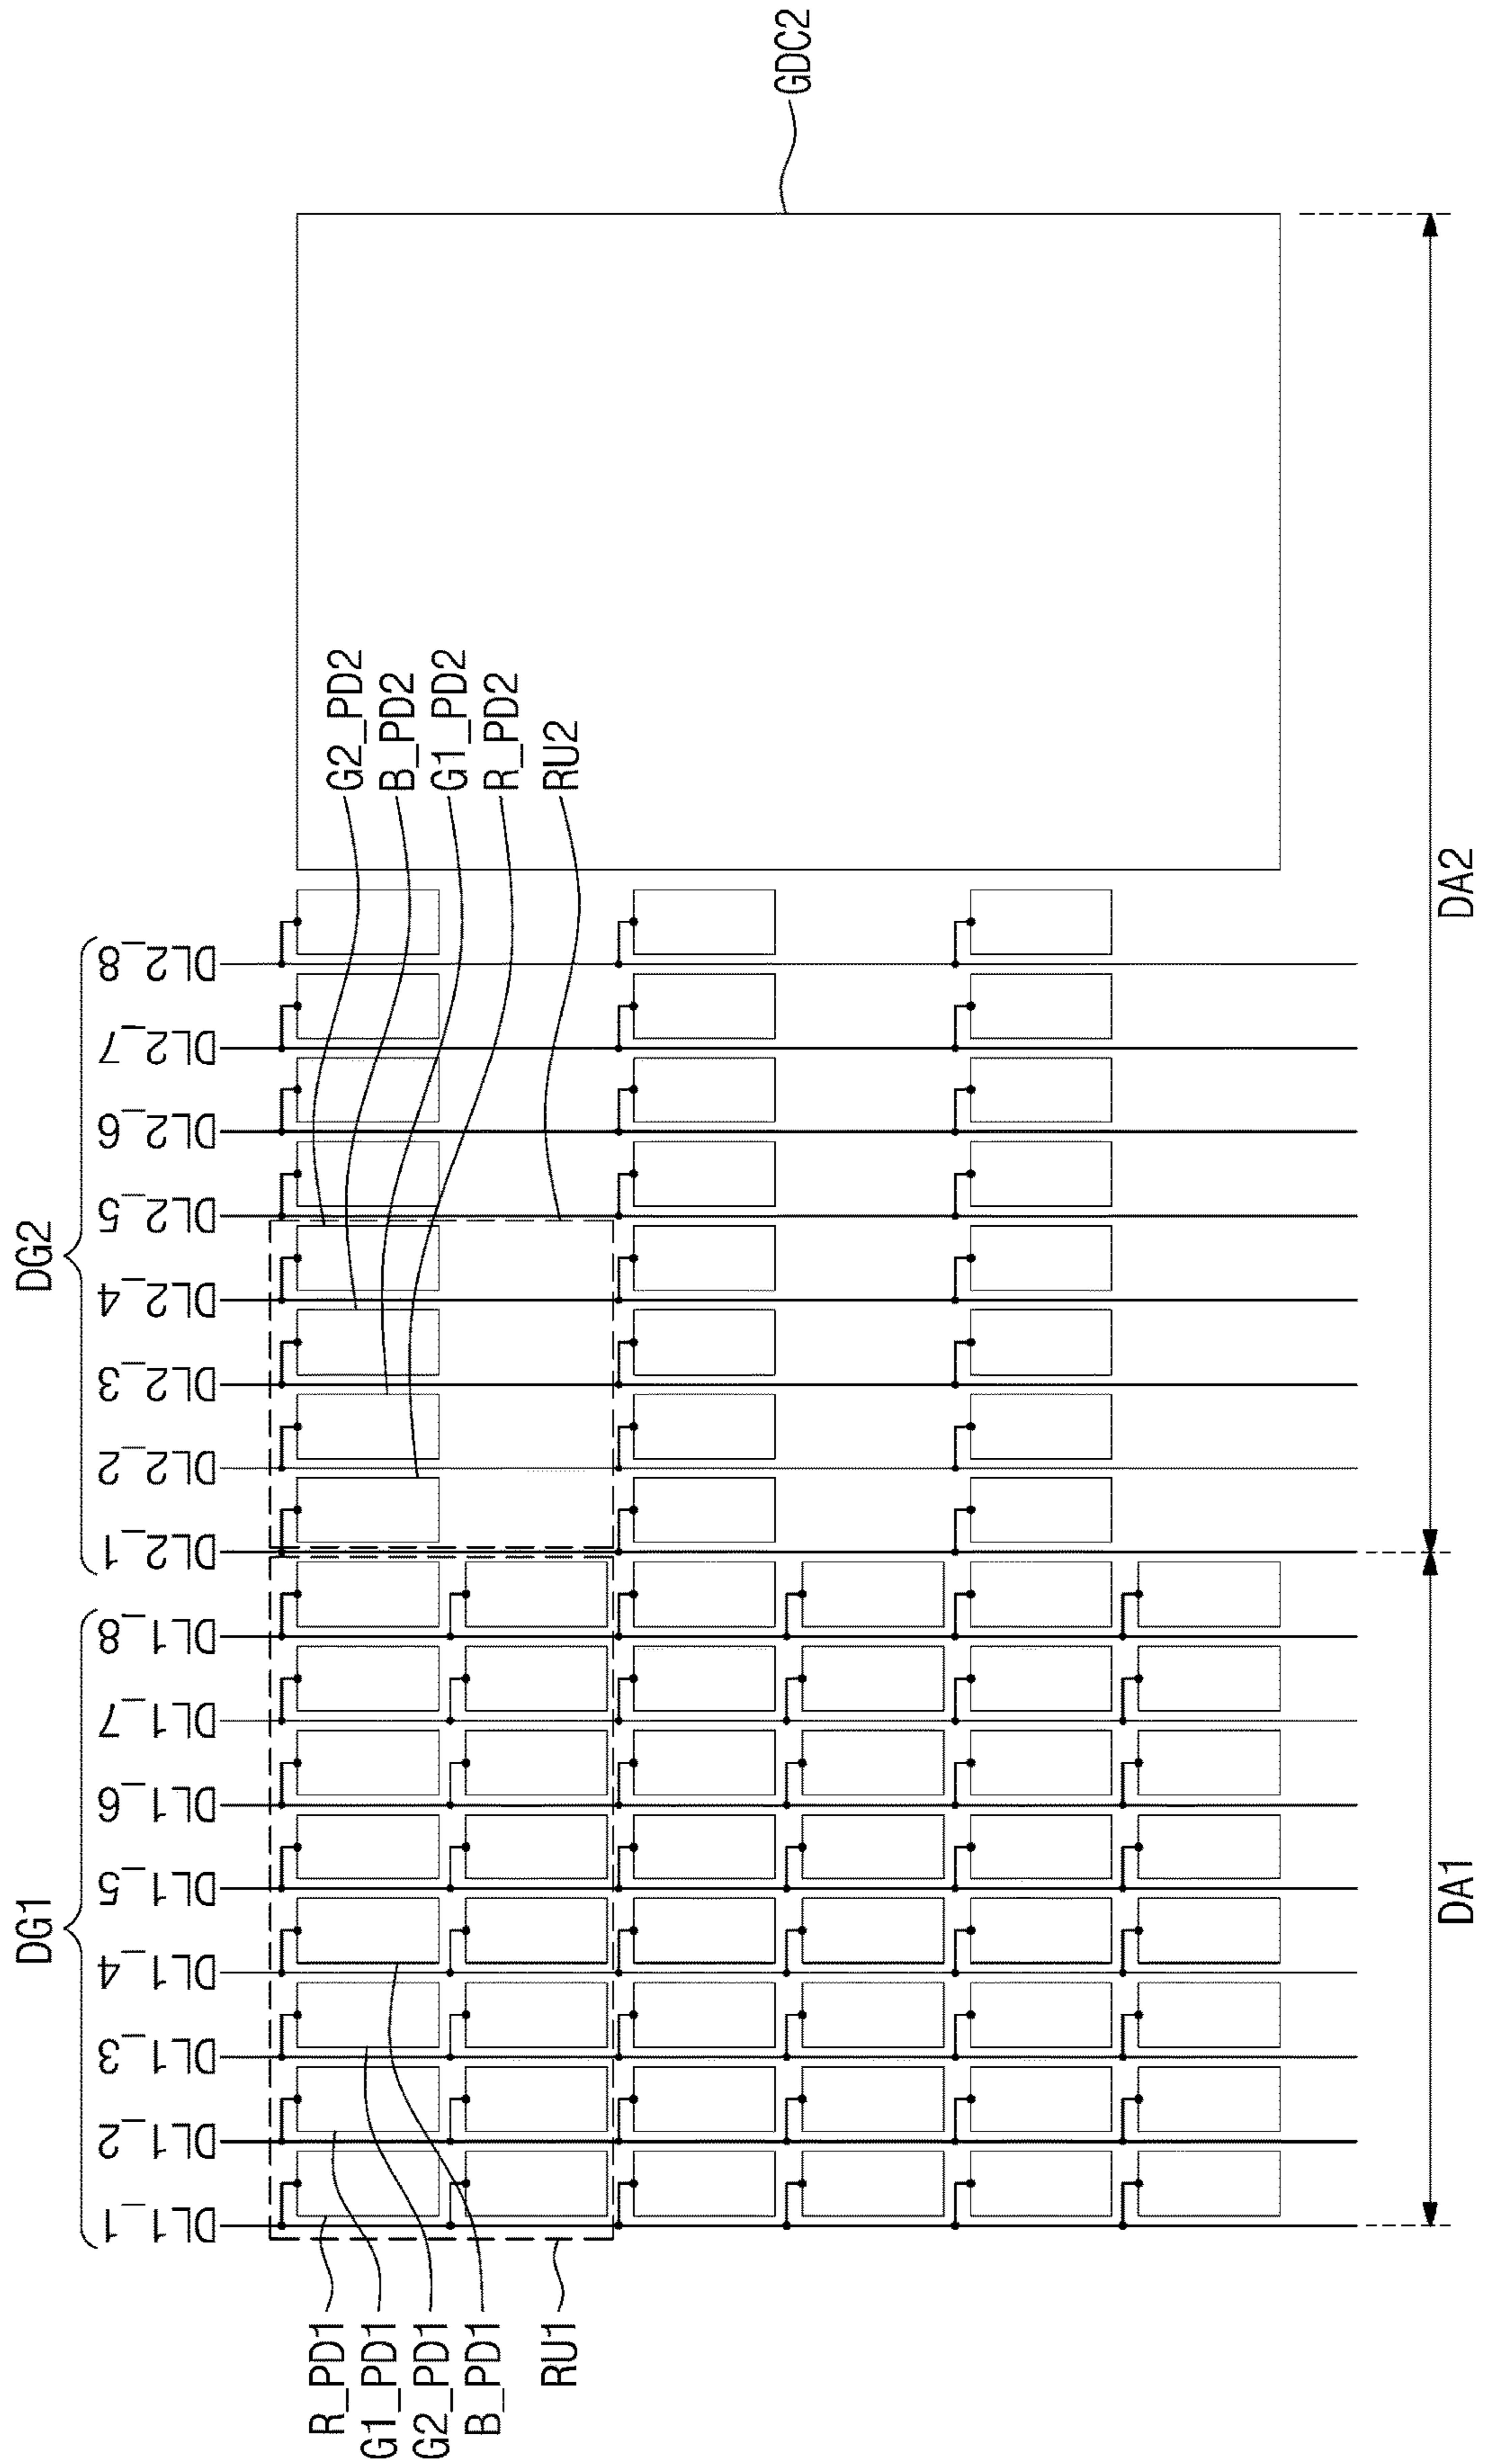 DG1
DG2
DL1_1
DL1_2
DL1_3
DL1_4
DL1_5
DL1_6
DL1_7
DL1_8
DL2_1
DL2_2
DL2_3
DL2_4
DL2_5
DL2_6
DL2_7
DL2_8
R_PD1
G1_PD1
G2_PD1
B_PD1
RU1
G2_PD2
B_PD2
G1_PD2
R_PD2
RU2
GDC2
DA1
DA2